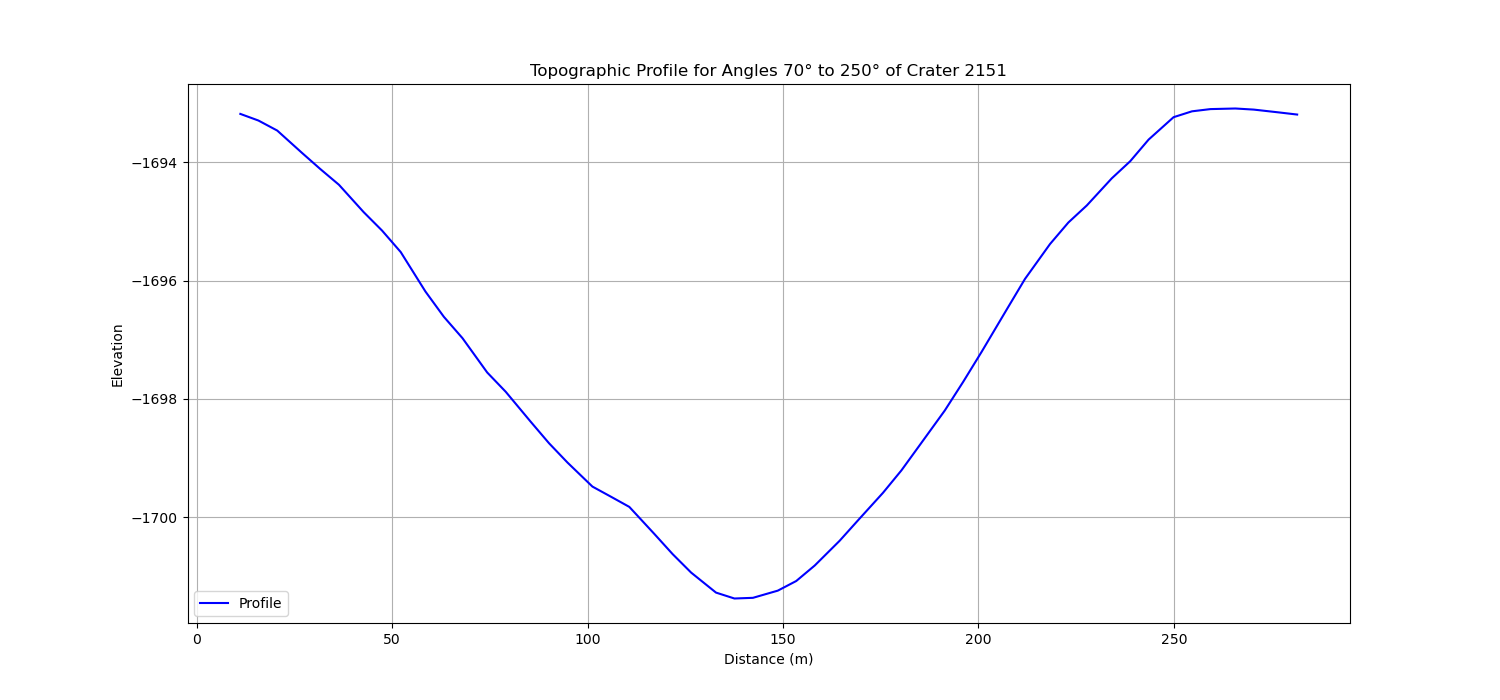 Topographic Profile for Angles 70° to 250° of Crater 2151
Elevation
−1694
−1696
−1698
−1700
Profile
0 50 100 150 200 250
Distance (m)